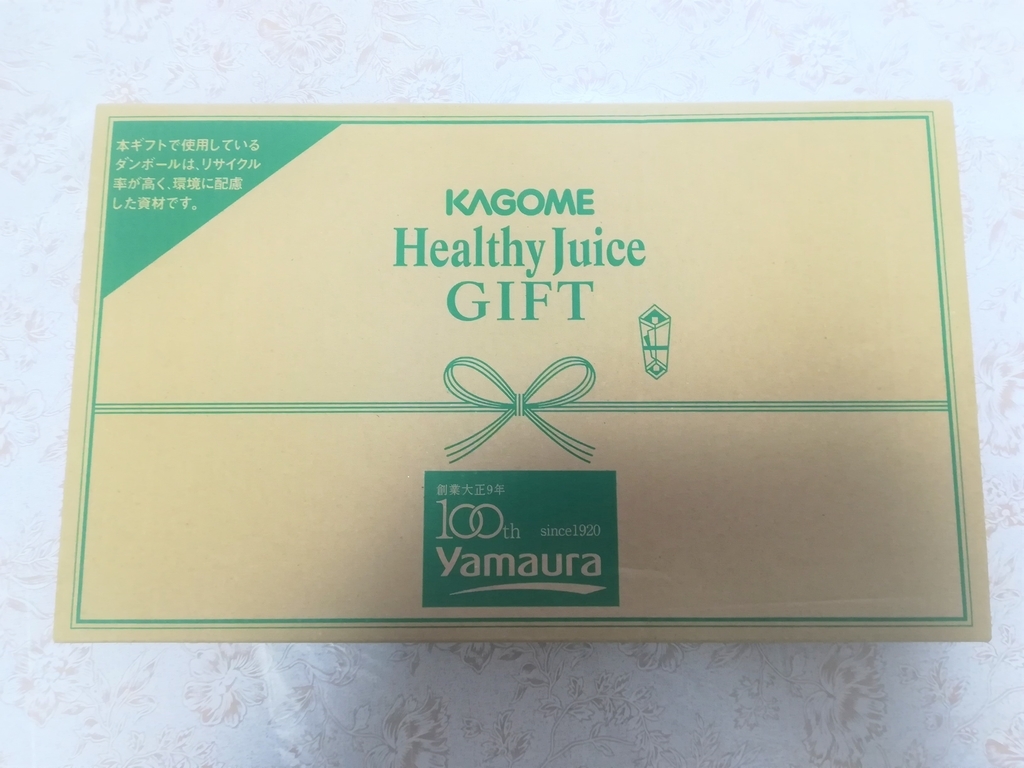 本ギフトで使用している
ダンボールは、リサイクル
率が高く、環境に配慮
した資材です。
KAGOME
Healthy Juice
GIFT
創業大正9年
100th since1920
Yamaura